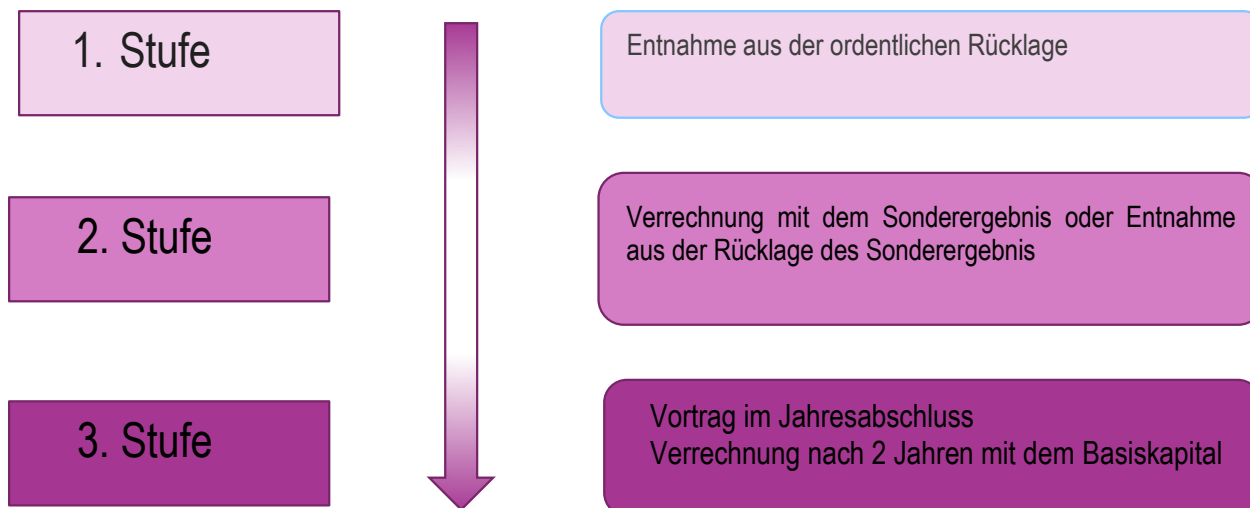 1. Stufe
Entnahme aus der ordentlichen Rücklage
2. Stufe
Verrechnung mit dem Sonderergebnis oder Entnahme
aus der Rücklage des Sonderergebnis
3. Stufe
Vortrag im Jahresabschluss
Verrechnung nach 2 Jahren mit dem Basiskapital